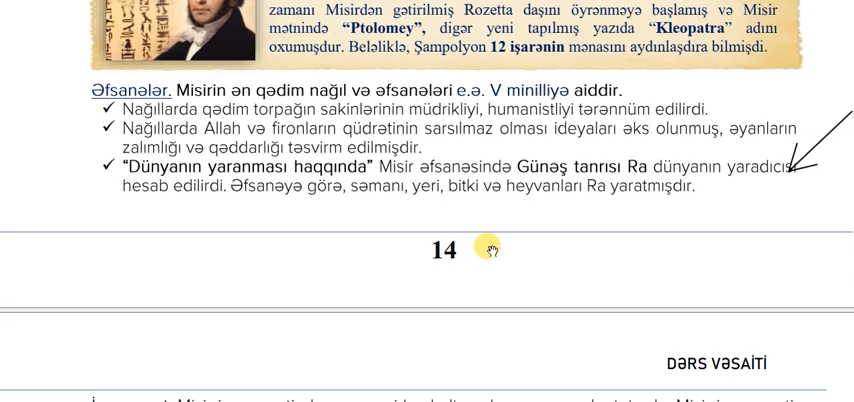 zamanı Misirdən gətirilmiş Rozetta daşını öyrənməyə başlamış və Misir
mətnində “Ptolomey”, digər yeni tapılmış yazıda “Kleopatra” adını
oxumuşdur. Beləliklə, Şampolyon 12 işarənin mənasını aydınlaşdıra bilmişdi.
Əfsanələr. Misirin ən qədim nağıl və əfsanələri e.ə. V minilliyə aiddir.
✓ Nağıllarda qədim torpağın sakinlərinin müdrikliyi, humanistliyi tərənnüm edilirdi.
✓ Nağıllarda Allah və fironların qüdrətinin sarsılmaz olması ideyaları əks olunmuş, əyanların
zalımlığı və qəddarlığı təsvirm edilmişdir.
✓ “Dünyanın yaranması haqqında” Misir əfsanəsində Günəş tanrısı Ra dünyanın yaradıcısı
hesab edilirdi. Əfsanəyə görə, səmanı, yeri, bitki və heyvanları Ra yaratmışdır.
14
DƏRS VƏSAİTİ